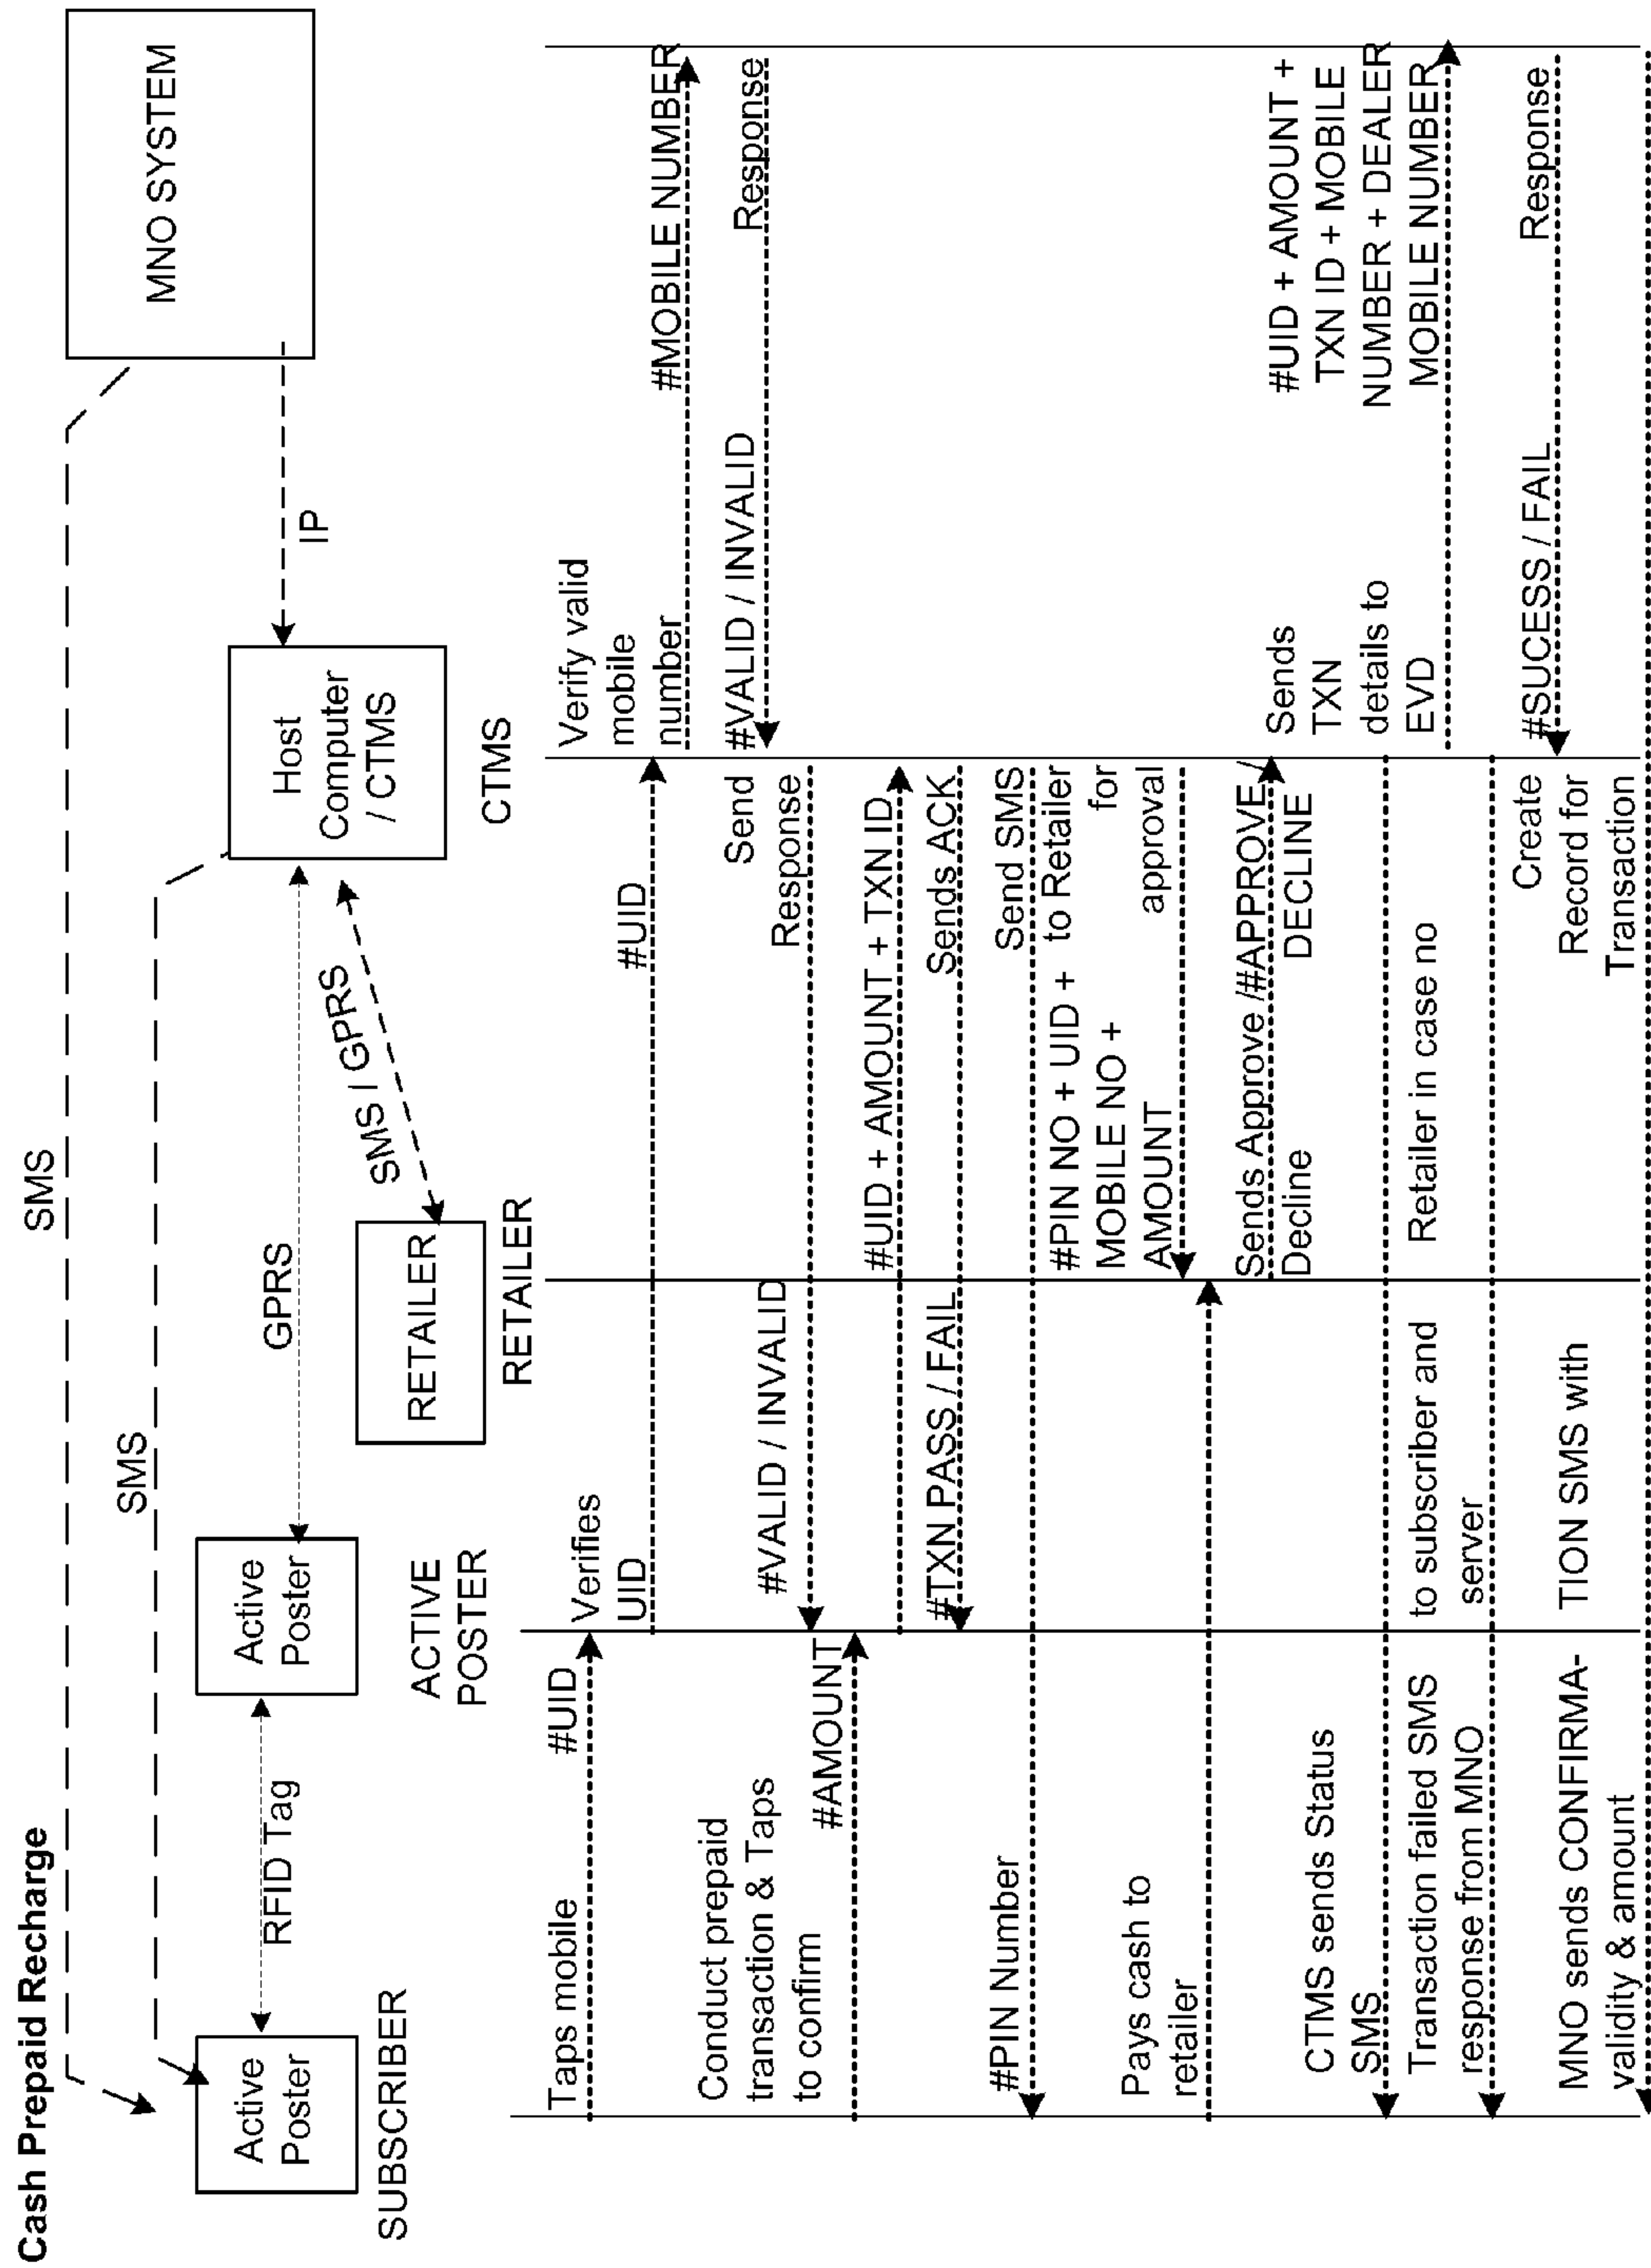 Cash Prepaid Recharge
SMS
SMS
MNO SYSTEM
Active
Poster
SUBSCRIBER
RFID Tag
Active
Poster
ACTIVE
POSTER
GPRS
RETAILER
RETAILER
SMS | GPRS
Host
Computer
/ CTMS
CTMS
IP
Taps mobile
#UID
Verifies
UID
#UID
Verify valid
mobile
number
#MOBILE NUMBER
#VALID / INVALID
Response
Send
Response
#VALID / INVALID
Conduct prepaid
transaction & Taps
to confirm
#AMOUNT
#UID + AMOUNT + TXN ID
#TXN PASS / FAIL
Sends ACK
#PIN Number
Send SMS
#PIN NO + UID +
MOBILE NO +
AMOUNT
to Retailer
for
approval
Pays cash to
retailer
Sends Approve /
Decline
#APPROVE /
DECLINE
Sends
TXN
details to
EVD
#UID + AMOUNT +
TXN ID + MOBILE
NUMBER + DEALER
MOBILE NUMBER
CTMS sends Status
SMS
Transaction failed SMS
to subscriber and
Retailer in case no
response from MNO
server
#SUCESS / FAIL
Response
Create
Record for
Transaction
MNO sends CONFIRMA-
TION SMS with
validity & amount